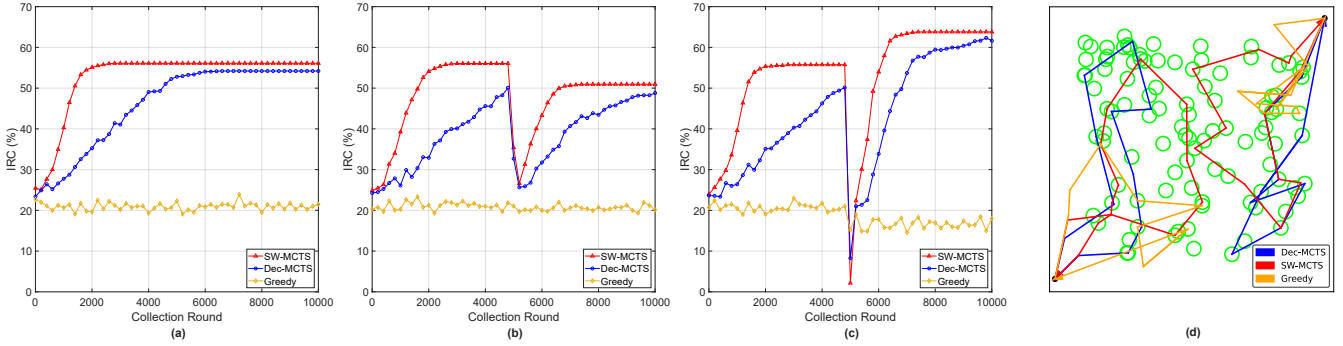 70
60
50
40
30
20
10
0
IRC (%)
0 2000 4000 6000 8000 10000
Collection Round
SW-MCTS
Dec-MCTS
Greedy
(a)
70
60
50
40
30
20
10
0
IRC (%)
0 2000 4000 6000 8000 10000
Collection Round
SW-MCTS
Dec-MCTS
Greedy
(b)
70
60
50
40
30
20
10
0
IRC (%)
0 2000 4000 6000 8000 10000
Collection Round
SW-MCTS
Dec-MCTS
Greedy
(c)
Dec-MCTS
SW-MCTS
Greedy
(d)